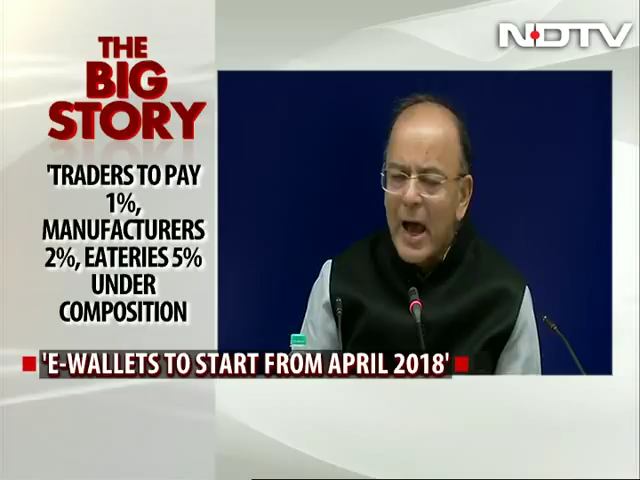 THE
BIG
STORY
'TRADERS TO PAY
1%,
MANUFACTURERS
2%, EATERIES 5%
UNDER
COMPOSITION
NDTV
'E-WALLETS TO START FROM APRIL 2018'